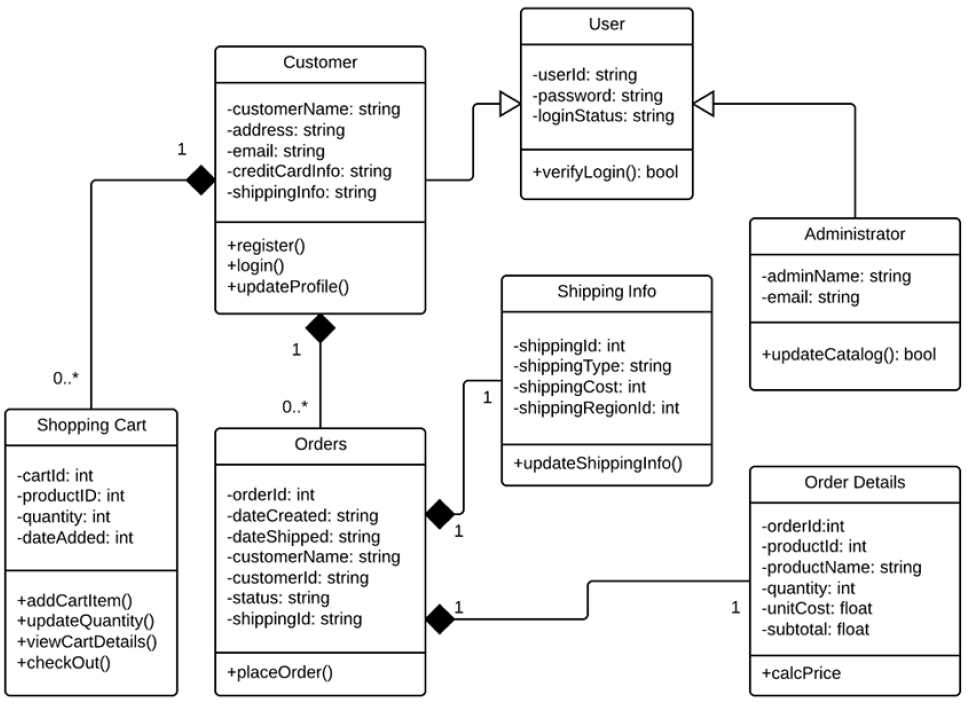 User
-userId: string
-password: string
-loginStatus: string
+verifyLogin(): bool
Customer
-customerName: string
-address: string
-email: string
-creditCardInfo: string
-shippingInfo: string
+register()
+login()
+updateProfile()
1
0..*
1
0..*
Administrator
-adminName: string
-email: string
+updateCatalog(): bool
Shipping Info
-shippingId: int
-shippingType: string
-shippingCost: int
-shippingRegionId: int
+updateShippingInfo()
1
1
Shopping Cart
-cartId: int
-productID: int
-quantity: int
-dateAdded: int
+addCartItem()
+updateQuantity()
+viewCartDetails()
+checkOut()
Orders
-orderId: int
-dateCreated: string
-dateShipped: string
-customerName: string
-customerId: string
-status: string
-shippingId: string
+placeOrder()
1
1
Order Details
-orderId:int
-productId: int
-productName: string
-quantity: int
-unitCost: float
-subtotal: float
+calcPrice